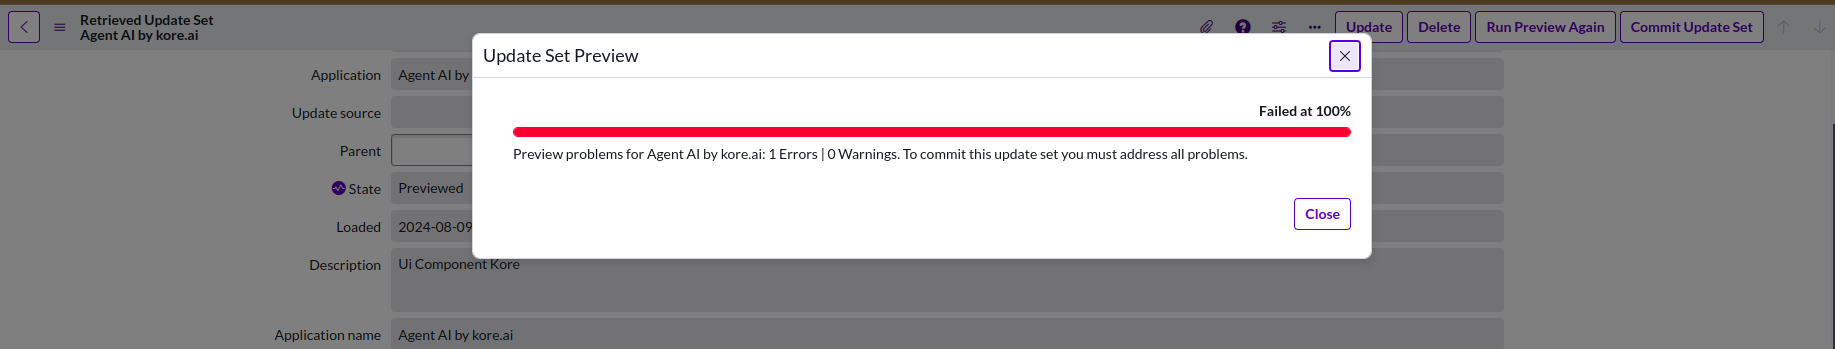 Retrieved Update Set
Agent AI by kore.ai
Update
Delete
Run Preview Again
Commit Update Set
Update Set Preview
Application
Agent AI by
Update source
Failed at 100%
Parent
Preview problems for Agent AI by kore.ai: 1 Errors | 0 Warnings. To commit this update set you must address all problems.
State
Previewed
Close
Loaded
2024-08-09
Description
Ui Component Kore
Application name
Agent AI by kore.ai